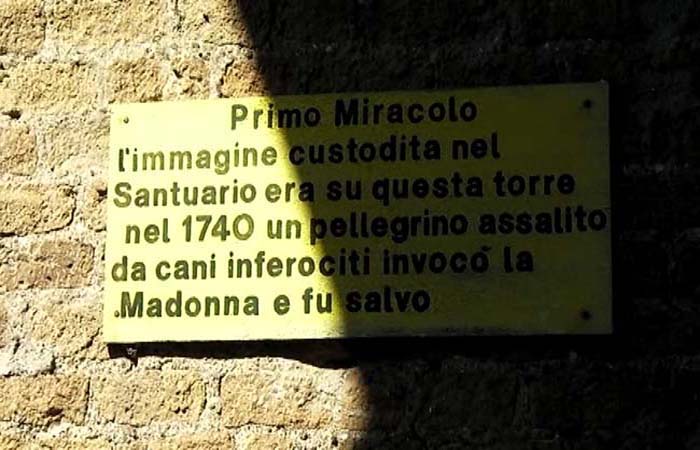 Primo Miracolo
l'immagine custodita nel
Santuario era su questa torre
nel 1740 un pellegrino assalito
da cani inferociti invocò la
Madonna e fu salvo